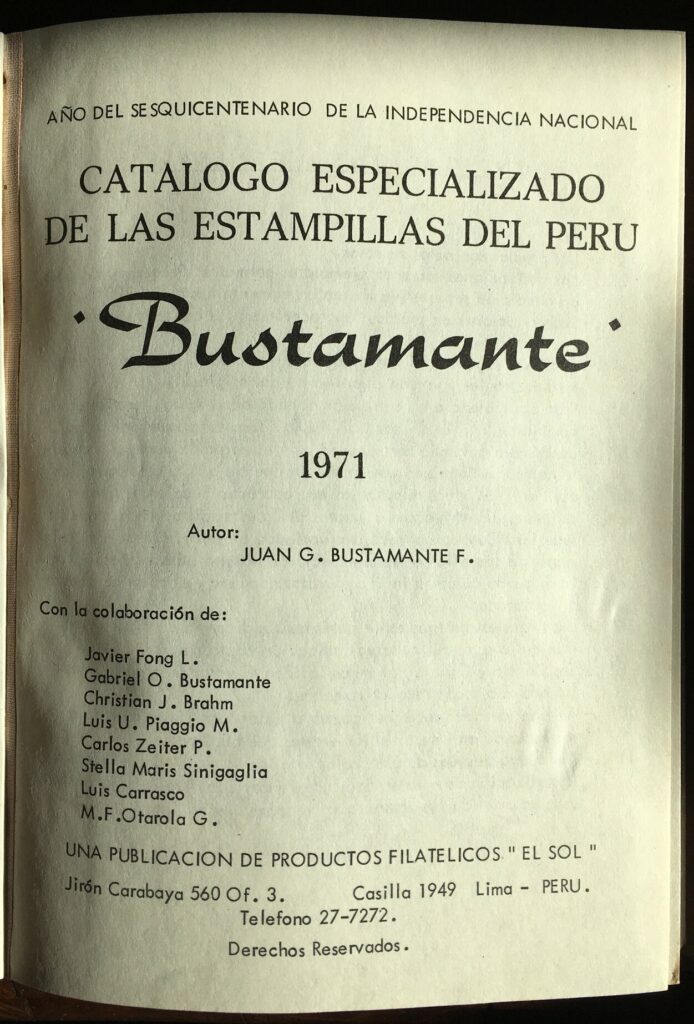 AÑO DEL SESQUICENTENARIO DE LA INDEPENDENCIA NACIONAL
CATALOGO ESPECIALIZADO
DE LAS ESTAMPILLAS DEL PERU
'Bustamante'
1971
Autor:
JUAN G. BUSTAMANTE F.
Con la colaboración de:
Javier Fong L.
Gabriel O. Bustamante
Christian J. Brahm
Luis U. Piaggio M.
Carlos Zeiter P.
Stella Maris Sinigaglia
Luis Carrasco
M.F.Otarola G.
UNA PUBLICACION DE PRODUCTOS FILATELICOS " EL SOL "
Jirón Carabaya 560 Of. 3. Casilla 1949 Lima - PERU.
Telefono 27-7272.
Derechos Reservados.